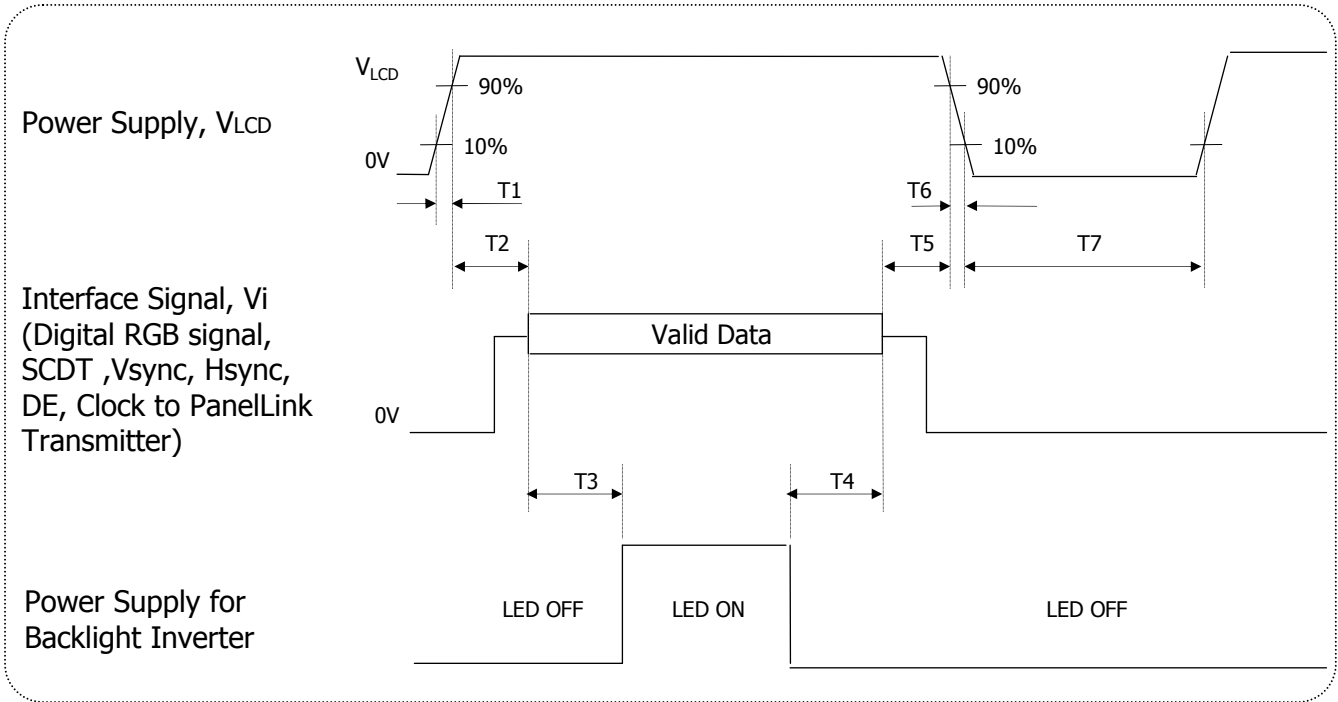 VLCD
90%
90%
Power Supply, VLCD
10%
10%
0V
T1
T6
T2
T5
T7
Interface Signal, Vi
(Digital RGB signal,
SCDT ,Vsync, Hsync,
DE, Clock to PanelLink
Transmitter)
Valid Data
0V
T3
T4
Power Supply for
Backlight Inverter
LED OFF
LED ON
LED OFF